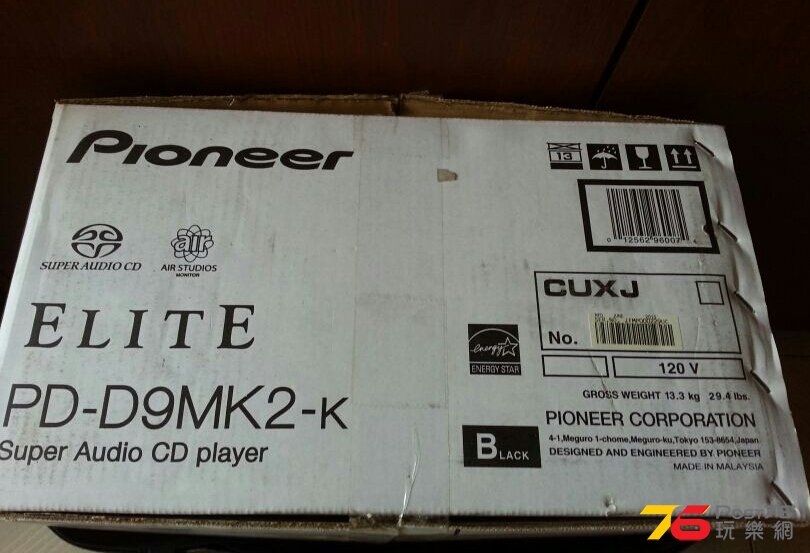 Pioneer
13
0 12562 96007
SUPER AUDIO CD
air
AIR STUDIOS
MONITOR
CUXJ
No.
ELITE
energy
ENERGY STAR
120 V
PD-D9MK2-K
GROSS WEIGHT 13.3 kg 29.4 lbs.
Super Audio CD player
BLACK
PIONEER CORPORATION
4-1,Meguro 1-chome,Meguro-ku,Tokyo 153-8654,Japan
DESIGNED AND ENGINEERED BY PIONEER
MADE IN MALAYSIA
76
玩樂網